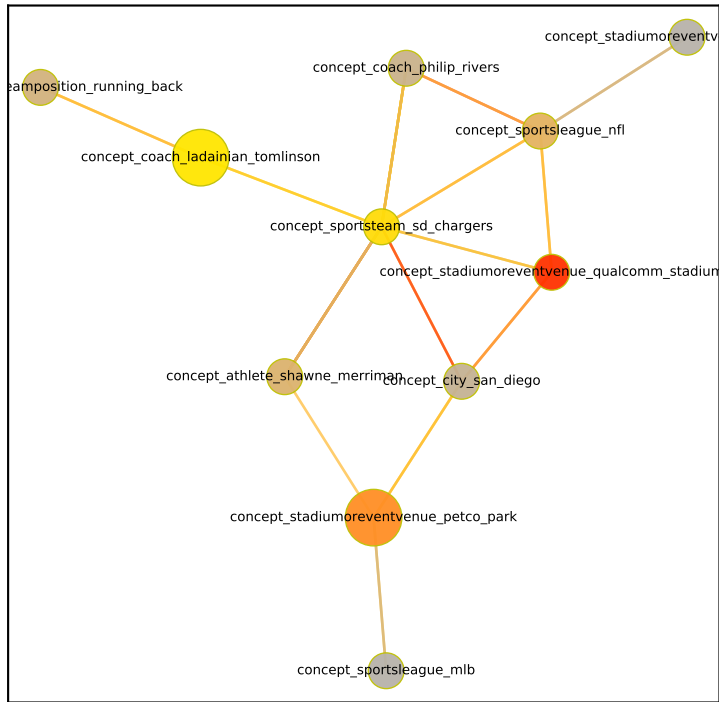 concept_stadiumoreventv
concept_coach_philip_rivers
eamposition_running_back
concept_sportsleague_nfl
concept_coach_ladainian_tomlinson
concept_sportsteam_sd_chargers
concept_stadiumoreventvenue_qualcomm_stadium
concept_athlete_shawne_merriman
concept_city_san_diego
concept_stadiumoreventvenue_petco_park
concept_sportsleague_mlb